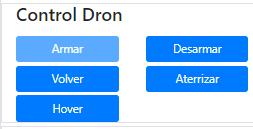 Control Dron
Armar Desarmar
Volver Aterrizar
Hover